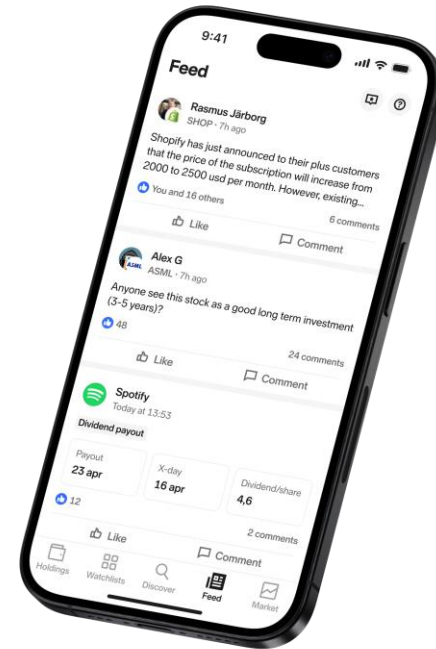 9:41
Feed
Rasmus Järborg
SHOP · 7h ago
Shopify has just announced to their plus customers
that the price of the subscription will increase from
2000 to 2500 usd per month. However, existing...
You and 16 others
6 comments
Like
Comment
ASML
Alex G
ASML · 7h ago
Anyone see this stock as a good long term investment
(3-5 years)?
48
24 comments
Like
Comment
Spotify
Today at 13:53
Dividend payout
Payout
23 apr
X-day
16 apr
Dividend/share
4,6
12
2 comments
Like
Comment
Holdings
Watchlists
Discover
Feed
Market